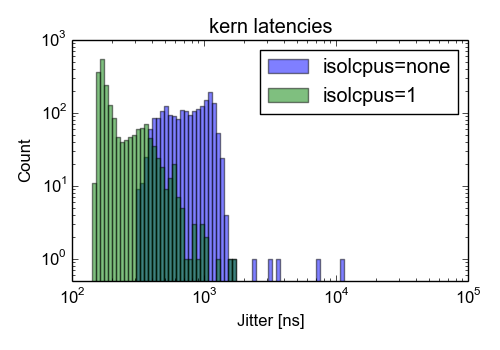 kern latencies
isolcpus=none
isolcpus=1
Count
10³
10²
10¹
10⁰
10² 10³ 10⁴ 10⁵
Jitter [ns]